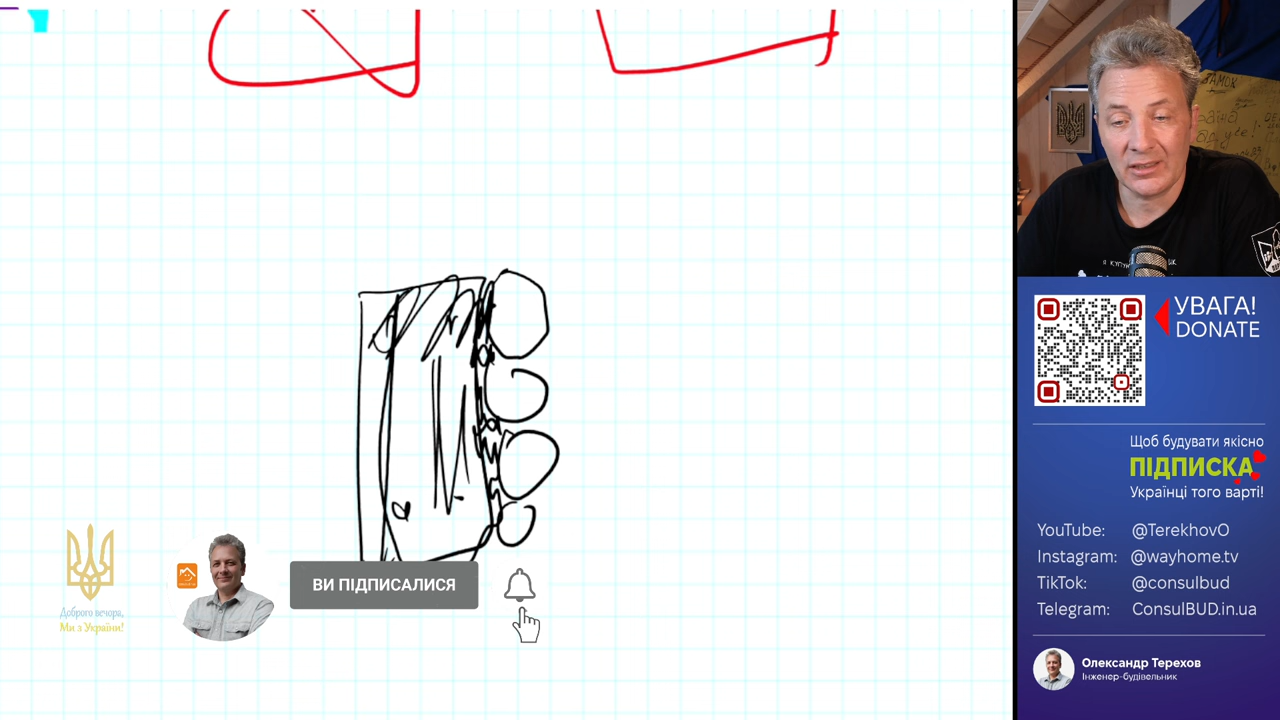 ЗАМОК
УВАГА!
DONATE
Щоб будувати якісно
ПІДПИСКА
Українці того варті!
YouTube: @TerekhovO
Instagram: @wayhome.tv
TikTok: @consulbud
Telegram: ConsulBUD.in.ua
Олександр Терехов
Інженер-будівельник
ВИ ПІДПИСАЛИСЯ
Доброго вечора,
Ми з України!